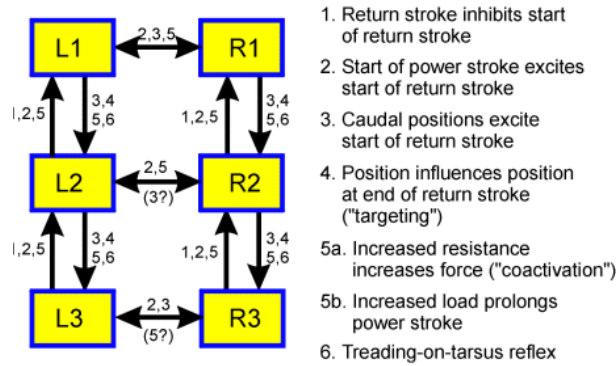 L1
2,3,5
R1
1. Return stroke inhibits start
of return stroke
2. Start of power stroke excites
start of return stroke
3. Caudal positions excite
start of return stroke
4. Position influences position
at end of return stroke
("targeting")
5a. Increased resistance
increases force ("coactivation")
5b. Increased load prolongs
power stroke
6. Treading-on-tarsus reflex
1,2,5
3,4
5,6
1,2,5
3,4
5,6
L2
2,5
(3?)
R2
1,2,5
3,4
5,6
1,2,5
3,4
5,6
L3
2,3
(5?)
R3